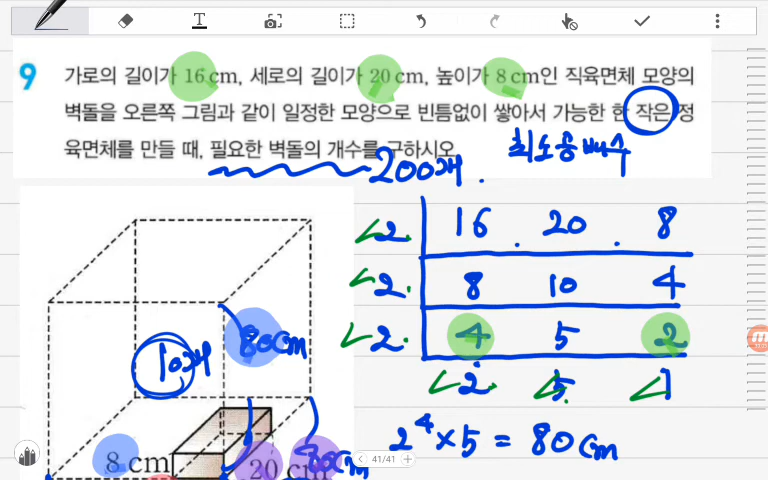 9 가로의 길이가 16 cm, 세로의 길이가 20 cm, 높이가 8 cm인 직육면체 모양의
벽돌을 오른쪽 그림과 같이 일정한 모양으로 빈틈없이 쌓아서 가능한 한 작은 정
육면체를 만들 때, 필요한 벽돌의 개수를 구하시오.
200개.
최소공배수
2 16 . 20 . 8
2 8 10 4
2 4 5 2
2 5 1
2⁴×5 = 80 cm
80cm
10개
8 cm
20 cm
41/41